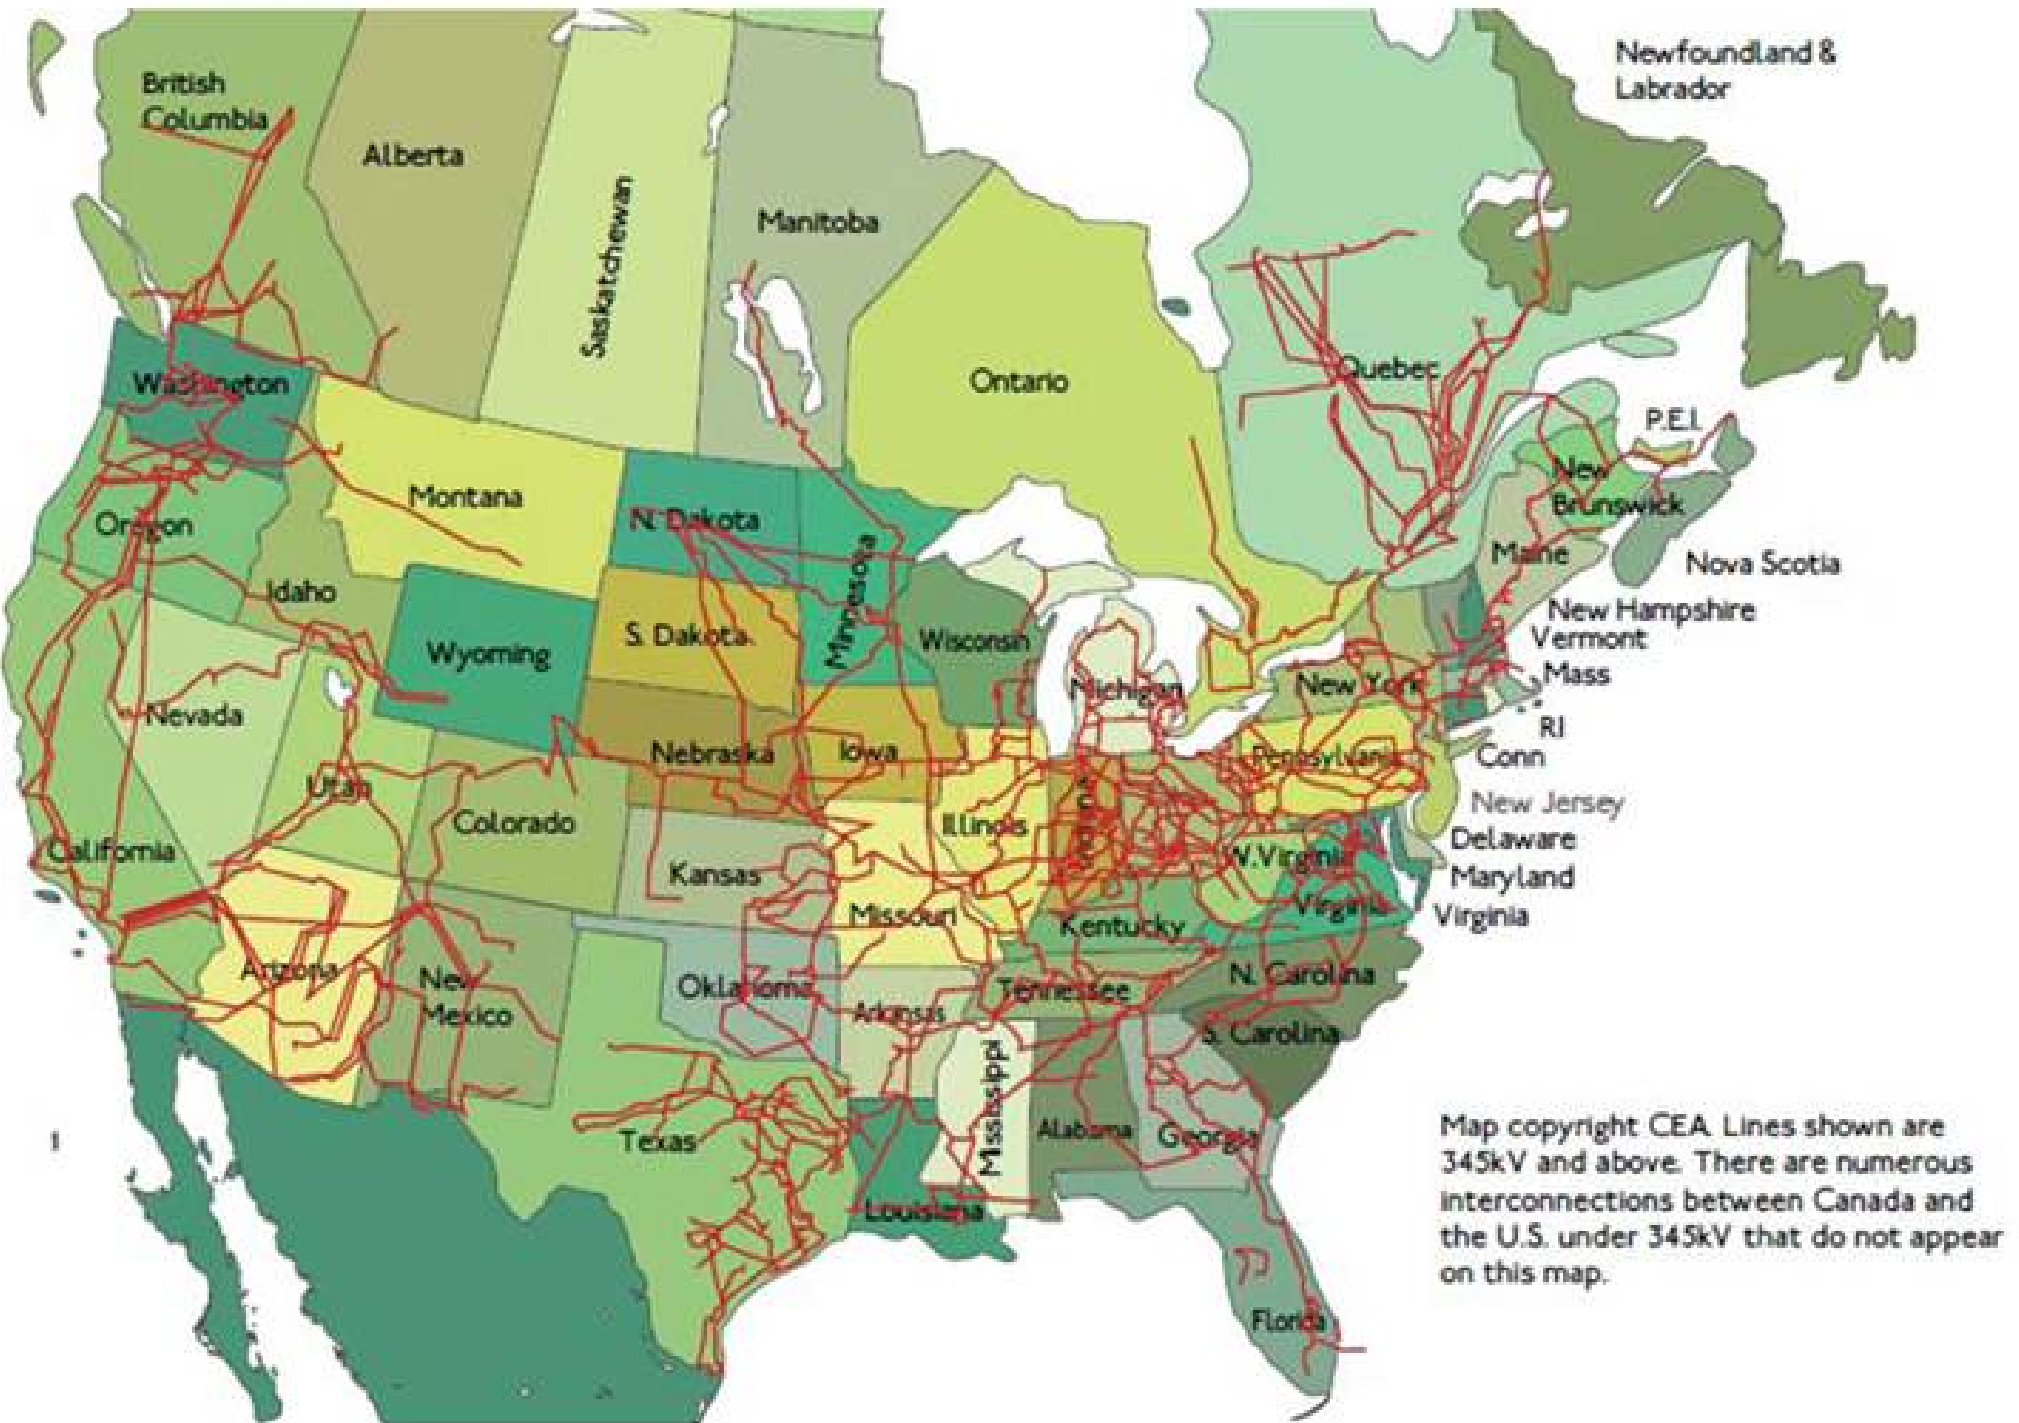 Newfoundland &
Labrador
British
Columbia
Alberta
Saskatchewan
Manitoba
Ontario
Quebec
P.E.I.
New
Brunswick
Nova Scotia
Maine
New Hampshire
Vermont
Mass
RI
Conn
New Jersey
Delaware
Maryland
Virginia
Washington
Oregon
Idaho
Montana
N. Dakota
S. Dakota
Minnesota
Wisconsin
Michigan
New York
Pennsylvania
Wyoming
Nebraska
Iowa
Nevada
Utah
Colorado
California
Kansas
Missouri
Illinois
Indiana
W.Virginia
Virginia
Kentucky
Arizona
New
Mexico
Oklahoma
Arkansas
Tennessee
N. Carolina
S. Carolina
Texas
Louisiana
Mississippi
Alabama
Georgia
Florida
1
Map copyright CEA. Lines shown are
345kV and above. There are numerous
interconnections between Canada and
the U.S. under 345kV that do not appear
on this map.